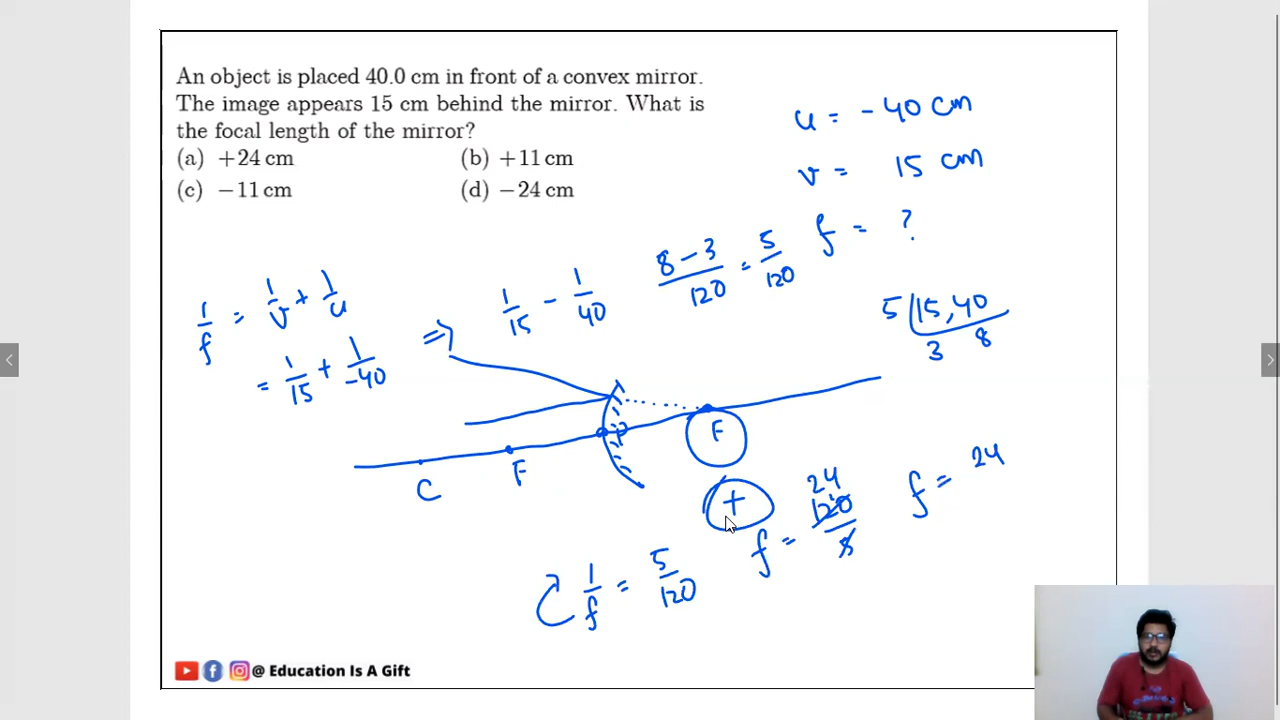 An object is placed 40.0 cm in front of a convex mirror.
The image appears 15 cm behind the mirror. What is
the focal length of the mirror?
(a) +24 cm (b) +11 cm
(c) −11 cm (d) −24 cm
u = -40 cm
v = 15 cm
f = ?
1/f = 1/v + 1/u
= 1/15 + 1/-40
⇒ 1/15 - 1/40
8-3/120 = 5/120
5 | 15, 40
3 8
C F P F
+
1/f = 5/120
f = 120/5
24
f = 24
@ Education Is A Gift